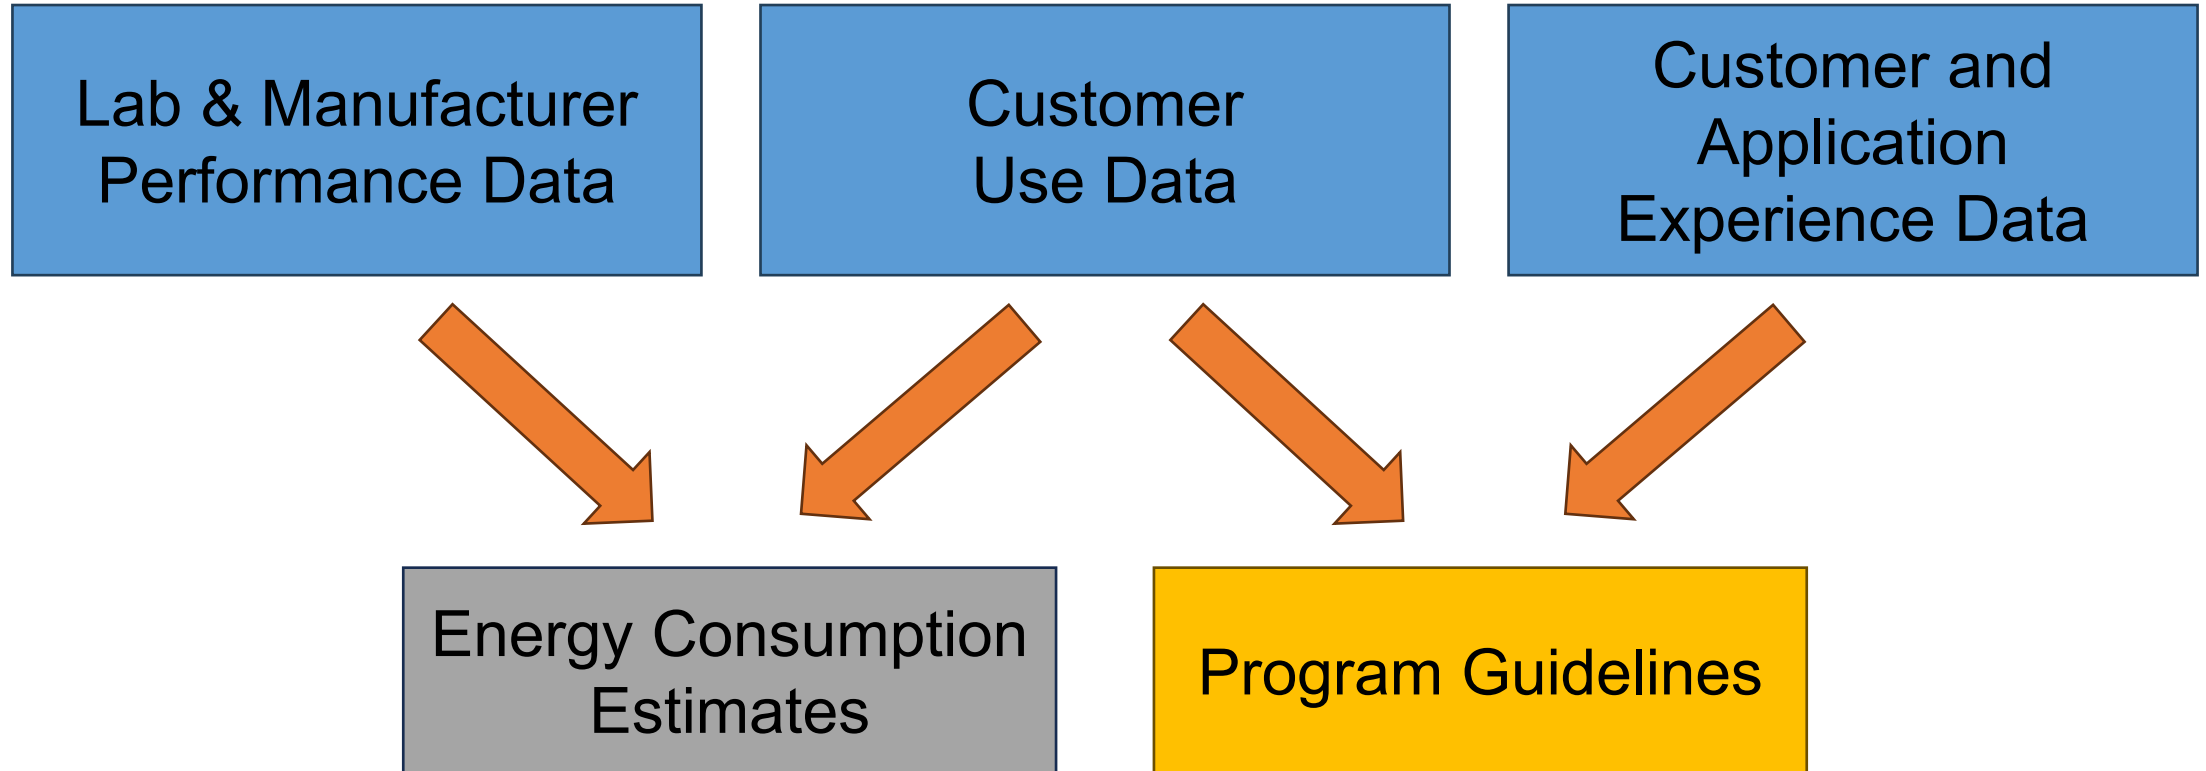 Lab & Manufacturer
Performance Data
Customer
Use Data
Customer and
Application
Experience Data
Energy Consumption
Estimates
Program Guidelines